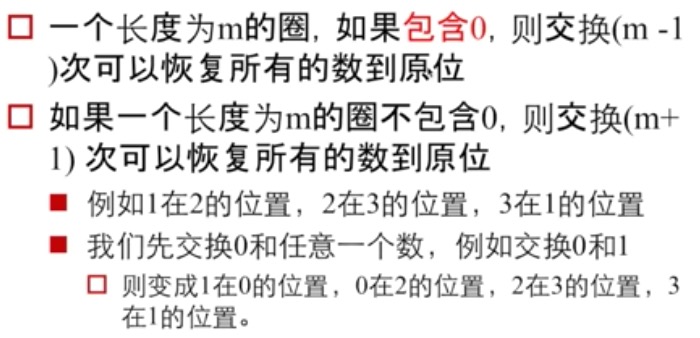 一个长度为m的圈,如果包含0,则交换(m -1
)次可以恢复所有的数到原位
如果一个长度为m的圈不包含0,则交换(m+
1) 次可以恢复所有的数到原位
例如1在2的位置，2在3的位置，3在1的位置
我们先交换0和任意一个数，例如交换0和1
则变成1在0的位置，0在2的位置，2在3的位置，3
在1的位置。